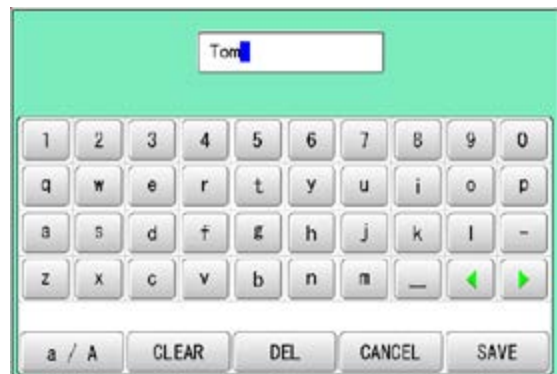 Tom
1 2 3 4 5 6 7 8 9 0
q w e r t y u i o p
a s d f g h j k l -
z x c v b n m _
a / A CLEAR DEL CANCEL SAVE